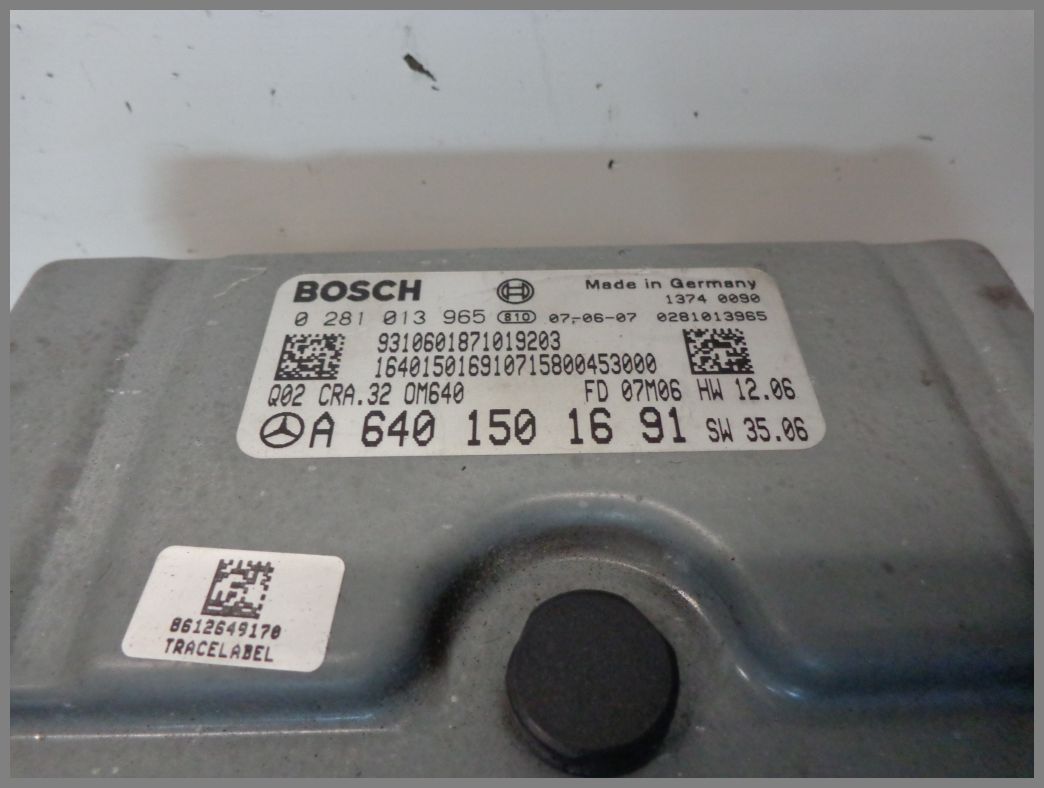 BOSCH Made in Germany
1374 0090
0 281 013 965 810 07-06-07 0281013965
9310601871019203
164015016910715800453000
Q02 CRA.32 OM640 FD 07M06 HW 12.06
A 640 150 16 91 SW 35.06
8612649170
TRACELABEL